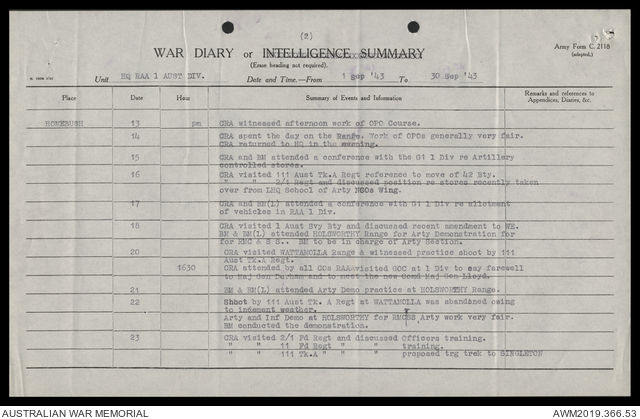 (2)
WAR DIARY or INTELLIGENCE SUMMARY
(Erase heading not required).
Army Form C. 2118
(adapted.)
Unit HQ RAA 1 AUST DIV. Date and Time.—From 1 Sep '43 To 30 Sep '43
Place Date Hour Summary of Events and Information Remarks and references to Appendices, Diaries, &c.
HOMEBUSH 13 pm CRA witnessed afternoon work of OPO Course.
14 CRA spent the day on the Range. Work of OPOs generally very fair.
CRA returned to HQ in the evening.
15 CRA and BM attended a conference with the G1 1 Div re Artillery
controlled stores.
16 CRA visited 111 Aust Tk.A Regt reference to move of 42 Bty.
" " 2/1 Regt and discussed position re stores recently taken
over from LHQ School of Arty NGOs Wing.
17 CRA and BM(L) attended a conference with G1 1 Div re allotment
of vehicles in RAA 1 Div.
18 CRA visited 1 Aust Svy Bty and discussed recent amendment to WE.
BM & BM(L) attended HOLSWORTHY Range for Arty Demonstration for
for RMC & S S.. BM to be in charge of Arty Section.
20 CRA visited WATTAMOLLA Range & witnessed practise shoot by 111
Aust Tk.A Regt.
1630 CRA attended by all COs RAA visited GOC at 1 Div to say farewell
to Maj Gen Durham and to meet the new Comd Maj Gen Lloyd.
21 BM & BM(L) attended Arty Demo practice at HOLSWORTHY Range.
22 Shoot by 111 Aust Tk. A Regt at WATTAMOLLA was abandoned owing
to indement weather.
Arty and Inf Demo at HOLSWORTHY for Arty work very fair.
BM conducted the demonstration.
23 CRA visited 2/1 Fd Regt and discussed Officers training.
" " 11 Fd Regt " " training.
" " 111 Tk.A " " proposed trg trek to SINGLETON
AUSTRALIAN WAR MEMORIAL
AWM2019.366.53